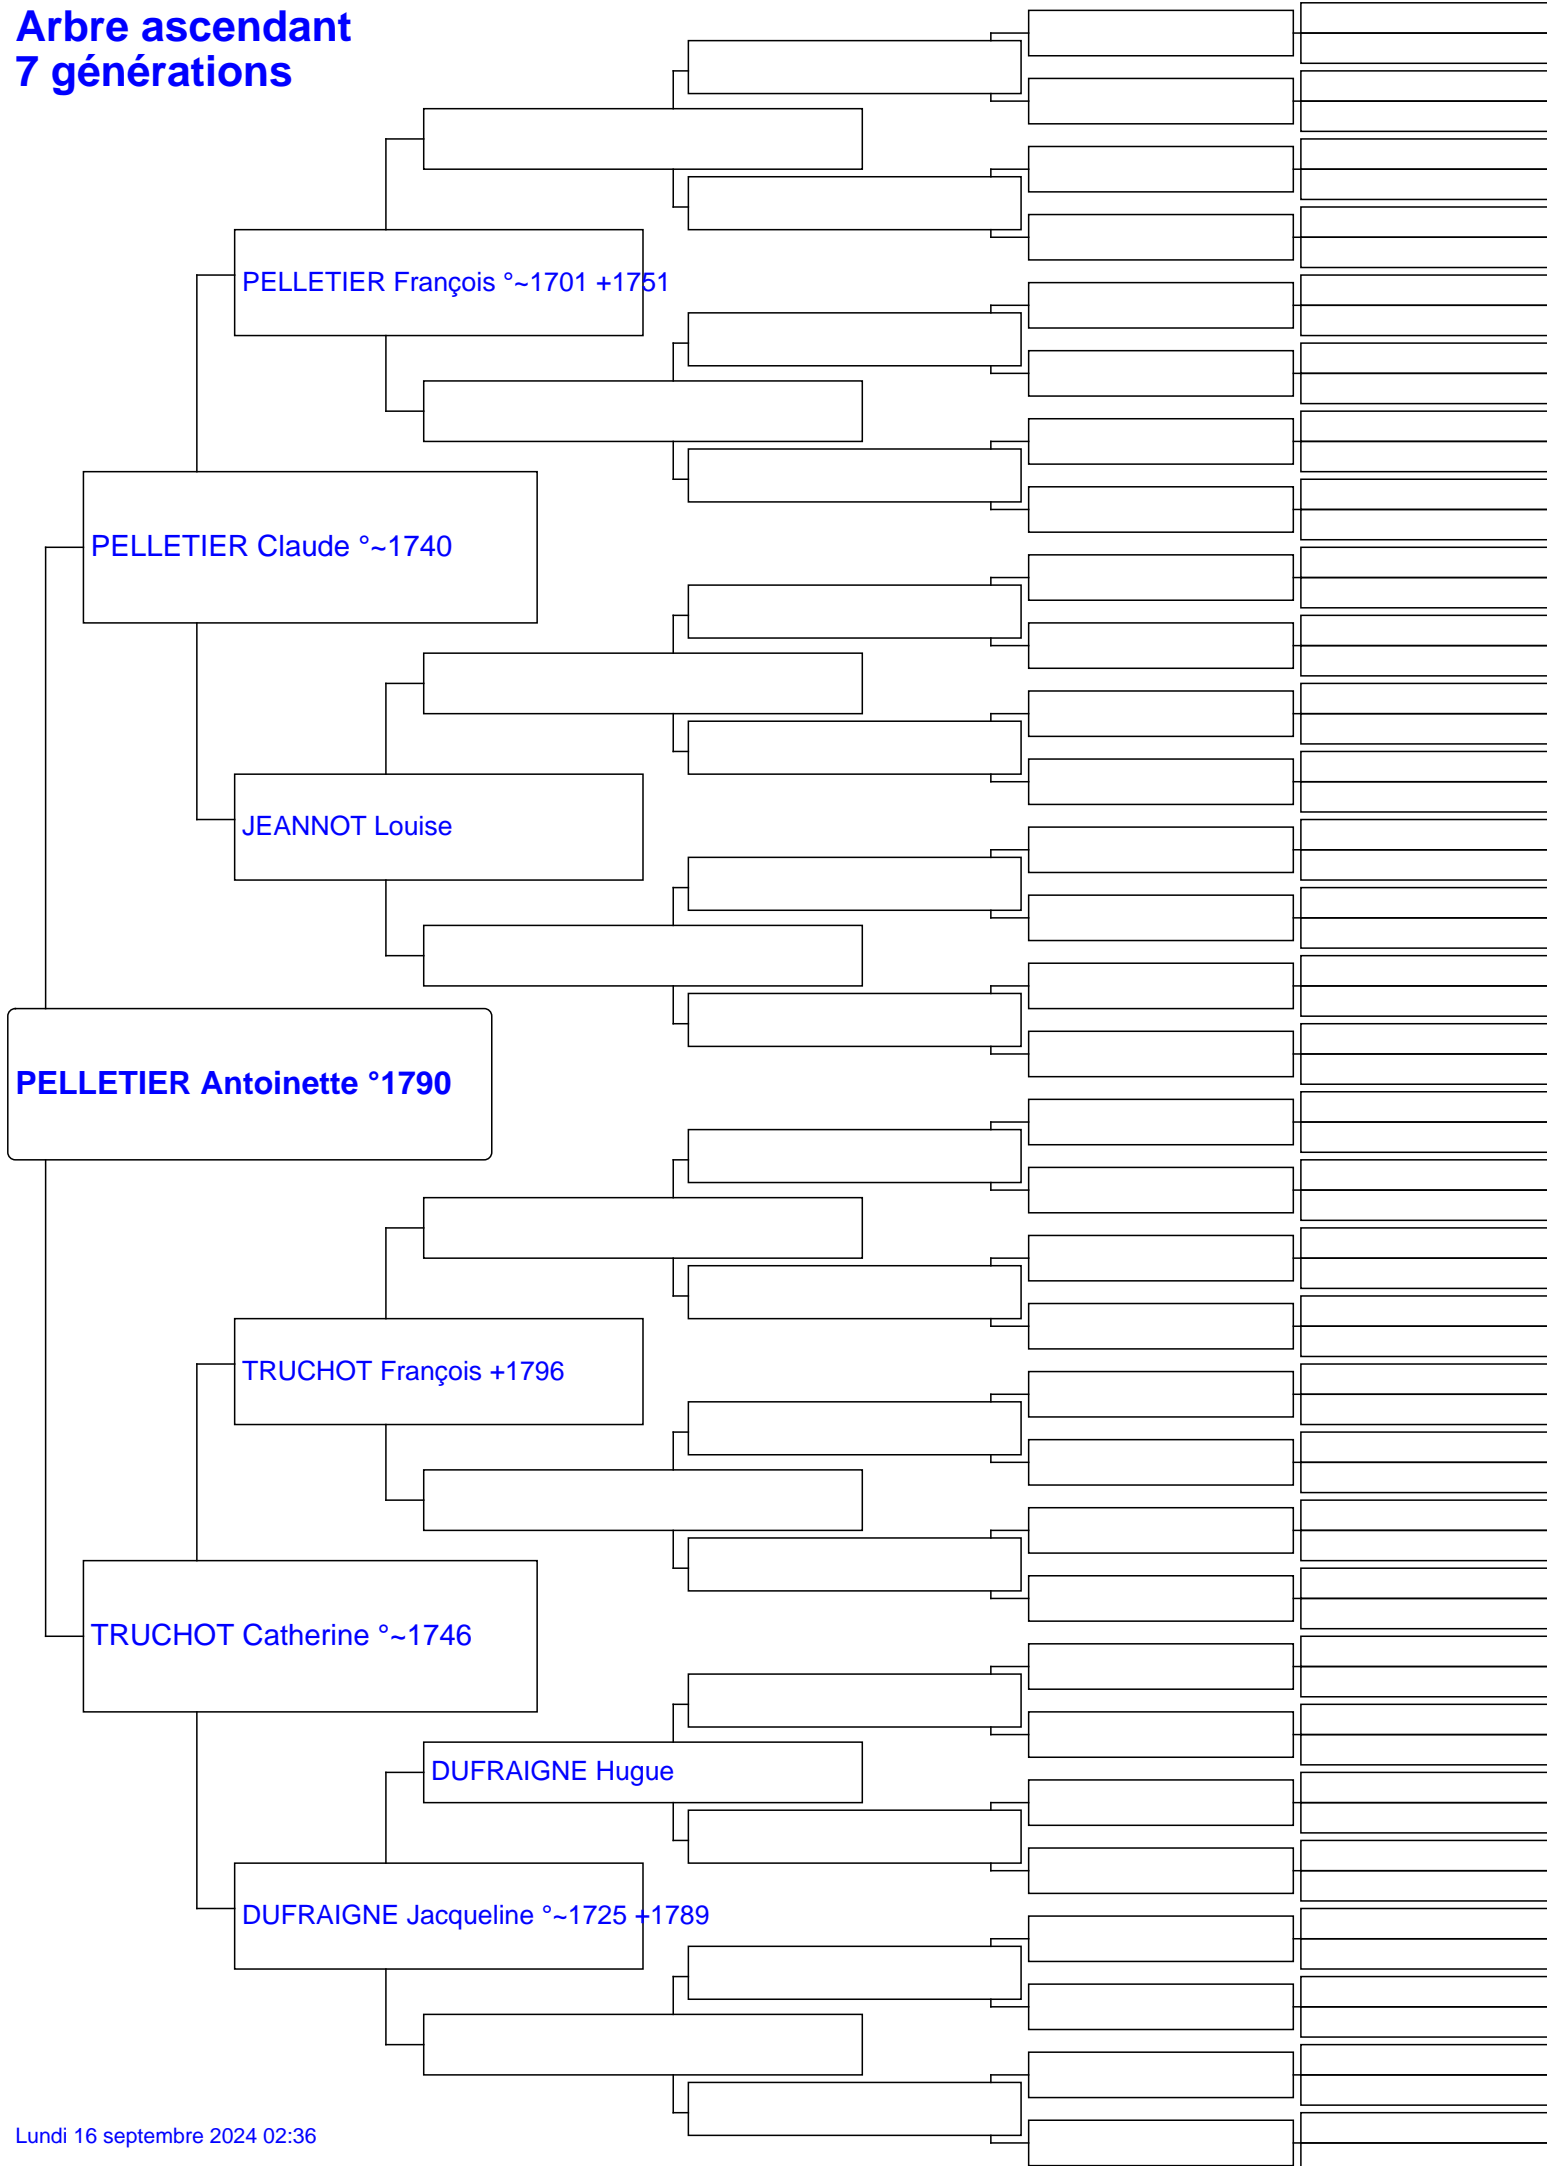 Arbre ascendant
7 générations
PELLETIER François °~1701 +1751
PELLETIER Claude °~1740
JEANNOT Louise
PELLETIER Antoinette °1790
TRUCHOT François +1796
TRUCHOT Catherine °~1746
DUFRAIGNE Hugue
DUFRAIGNE Jacqueline °~1725 +1789
Lundi 16 septembre 2024 02:36